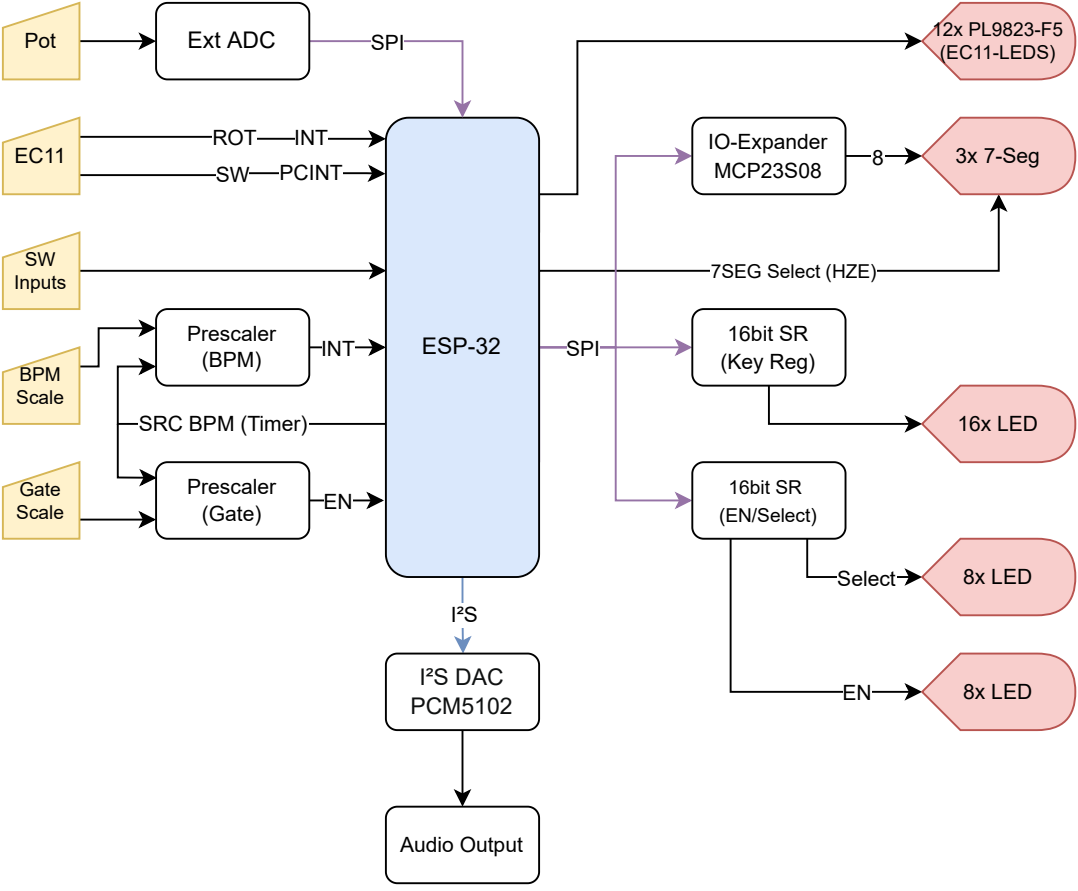 Pot
Ext ADC
SPI
12x PL9823-F5
(EC11-LEDS)
EC11
ROT
INT
SW
PCINT
IO-Expander
MCP23S08
8
3x 7-Seg
SW
Inputs
7SEG Select (HZE)
BPM
Scale
Prescaler
(BPM)
INT
ESP-32
SPI
16bit SR
(Key Reg)
SRC BPM (Timer)
16x LED
Gate
Scale
Prescaler
(Gate)
EN
16bit SR
(EN/Select)
Select
8x LED
I²S
I²S DAC
PCM5102
EN
8x LED
Audio Output